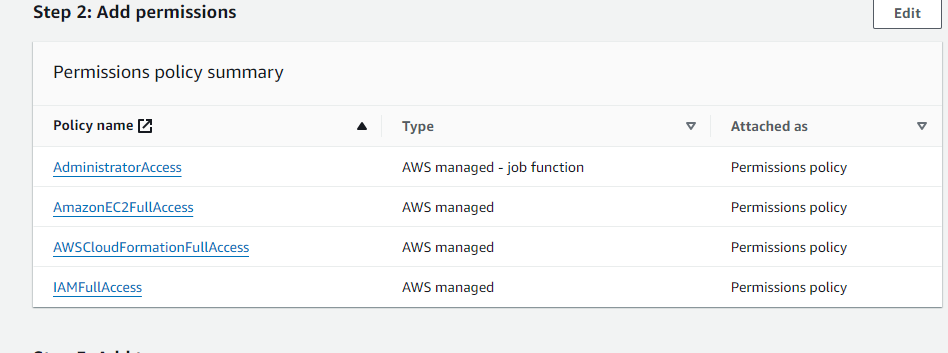 Step 2: Add permissions
Edit
Permissions policy summary
Policy name Type Attached as
AdministratorAccess AWS managed - job function Permissions policy
AmazonEC2FullAccess AWS managed Permissions policy
AWSCloudFormationFullAccess AWS managed Permissions policy
IAMFullAccess AWS managed Permissions policy